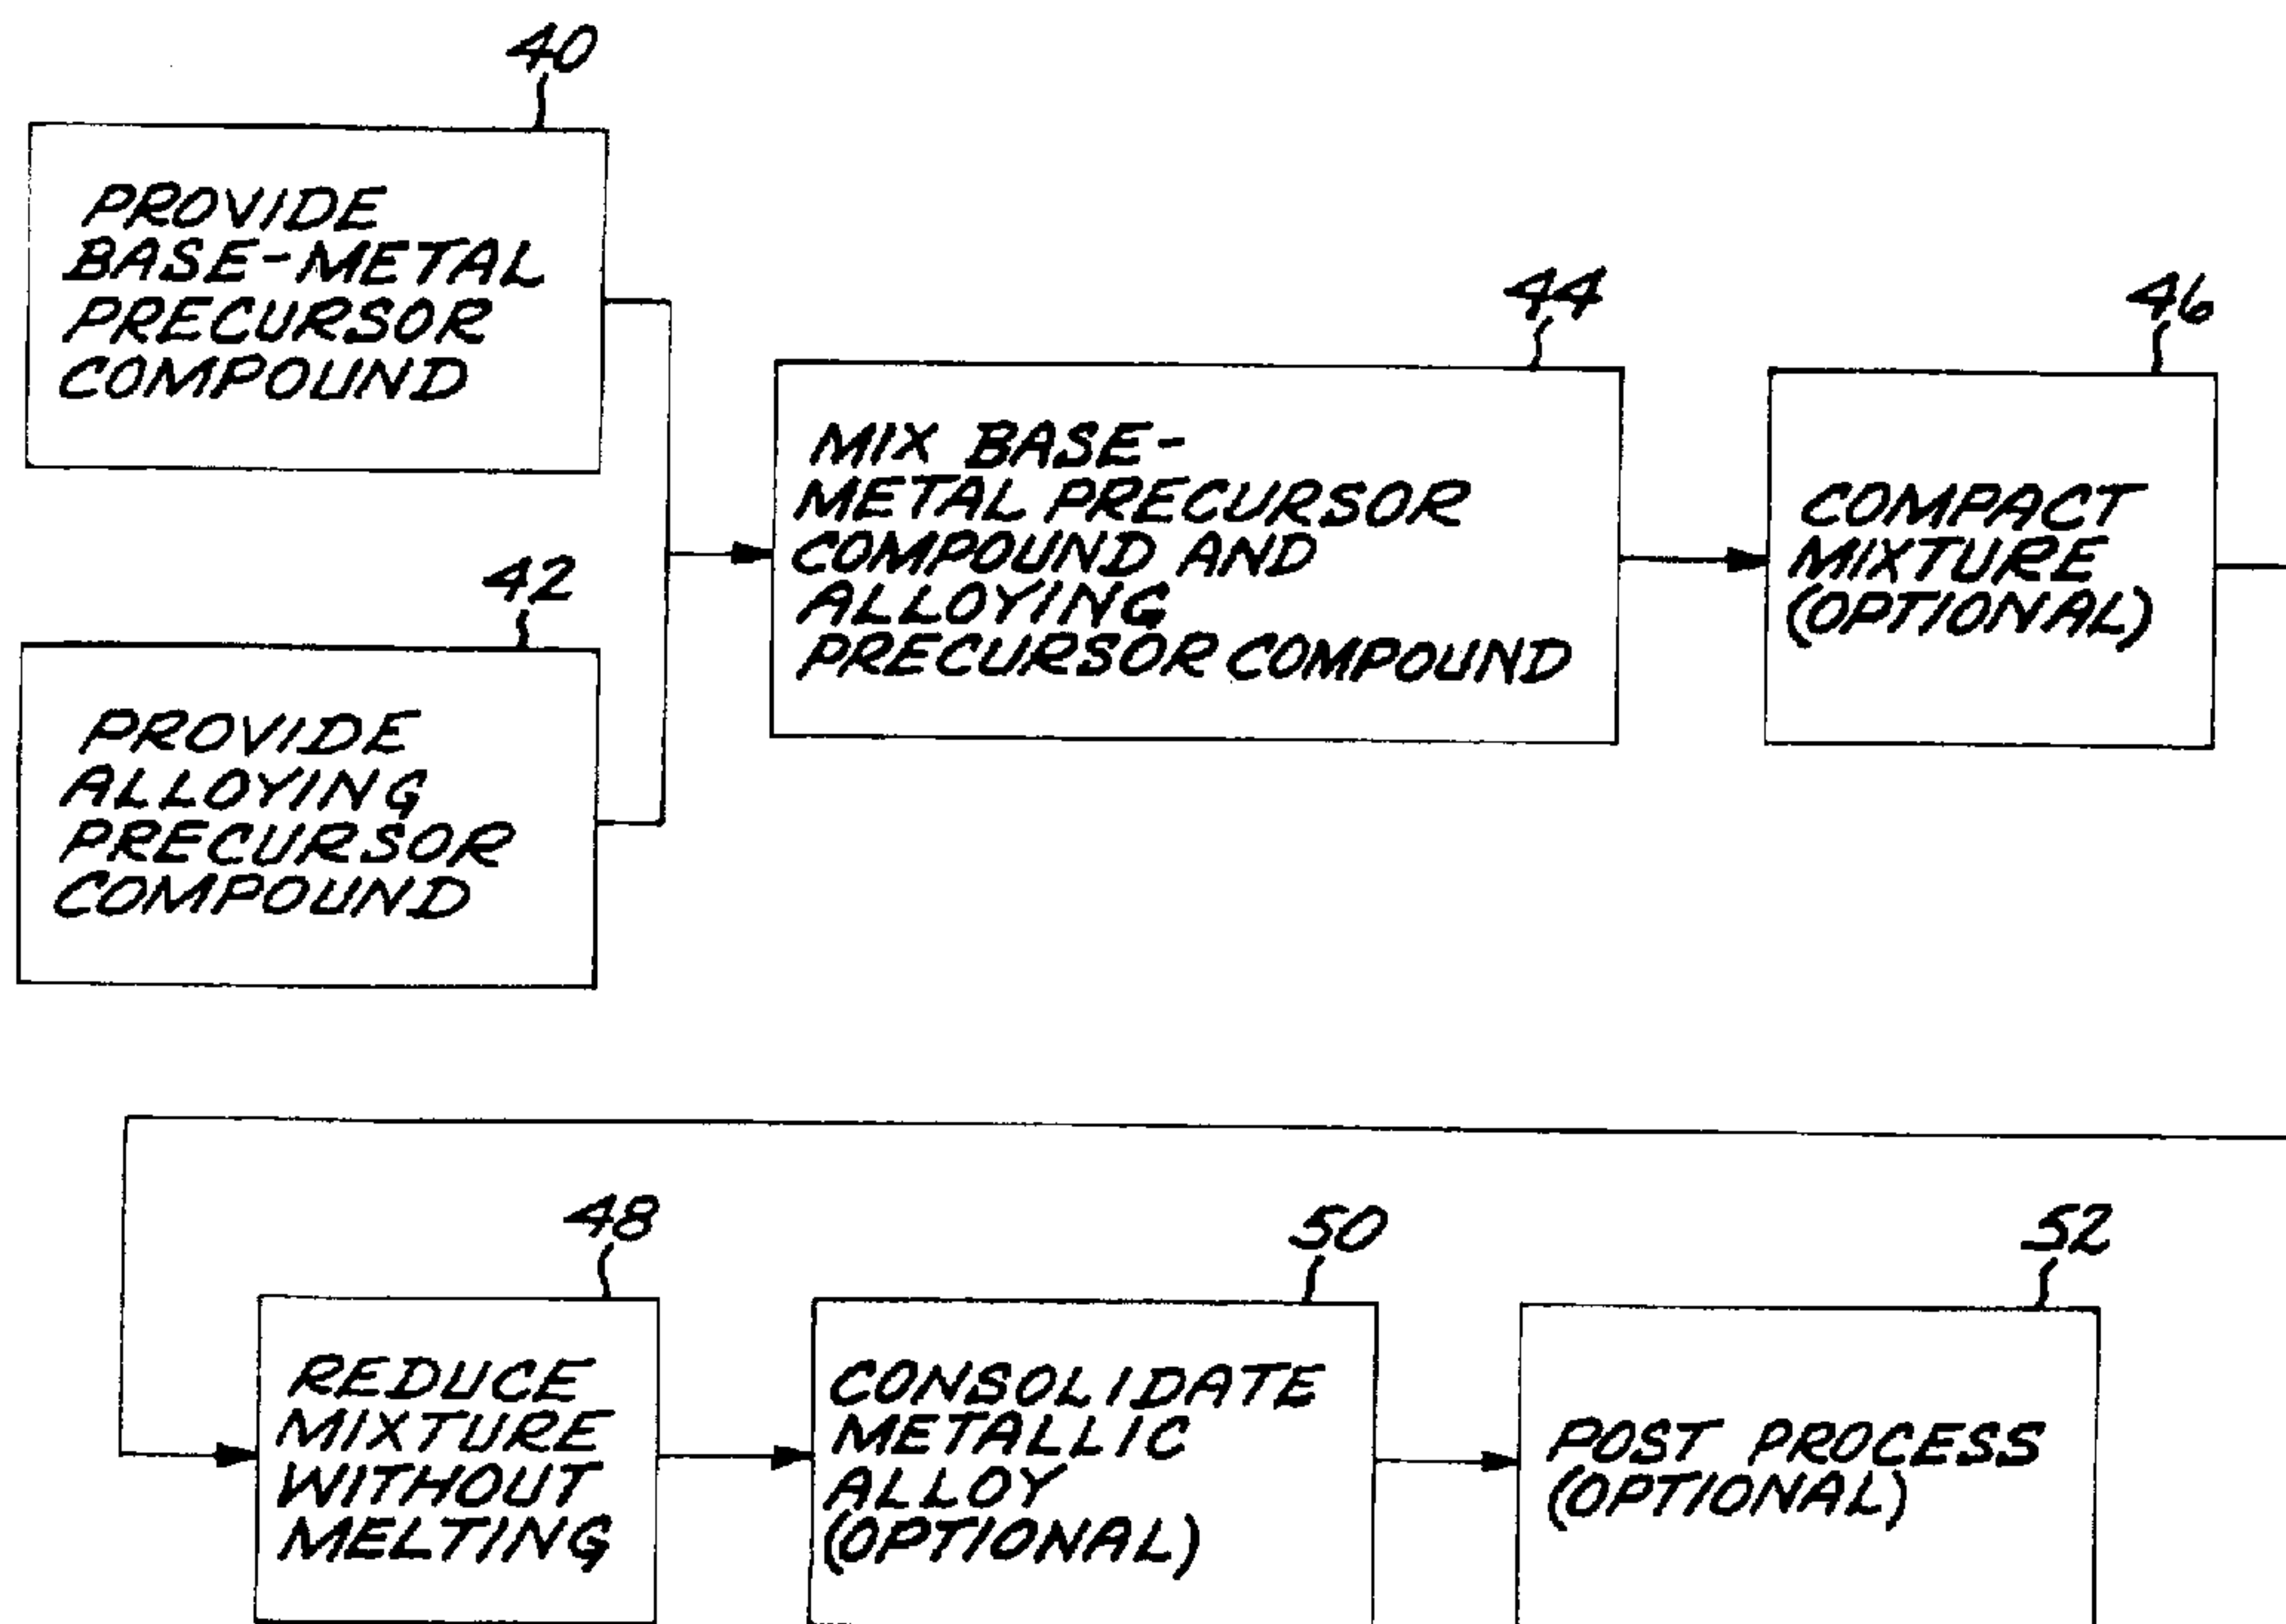 40
PROVIDE
BASE-METAL
PRECURSOR
COMPOUND
42
PROVIDE
ALLOYING
PRECURSOR
COMPOUND
44
MIX BASE-
METAL PRECURSOR
COMPOUND AND
ALLOYING
PRECURSOR COMPOUND
46
COMPACT
MIXTURE
(OPTIONAL)
48
REDUCE
MIXTURE
WITHOUT
MELTING
50
CONSOLIDATE
METALLIC
ALLOY
(OPTIONAL)
52
POST PROCESS
(OPTIONAL)